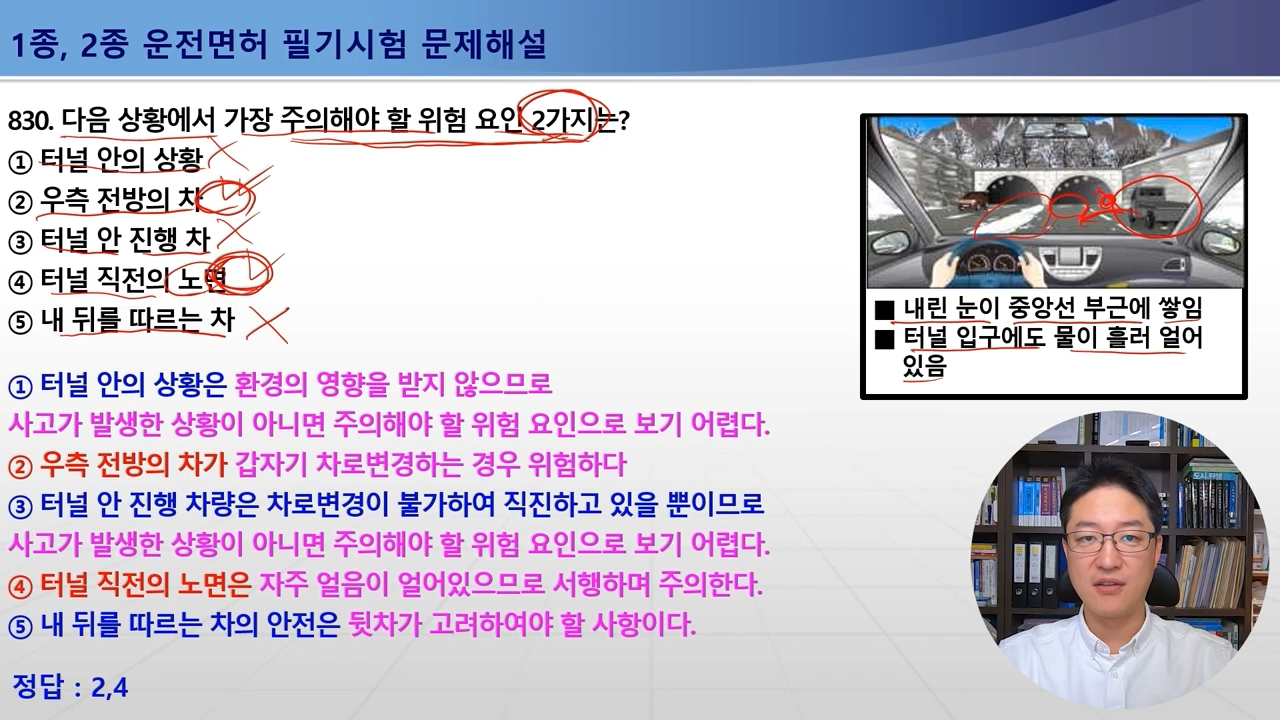 1종, 2종 운전면허 필기시험 문제해설
830. 다음 상황에서 가장 주의해야 할 위험 요인 2가지는?
① 터널 안의 상황
② 우측 전방의 차
③ 터널 안 진행 차
④ 터널 직전의 노면
⑤ 내 뒤를 따르는 차
■ 내린 눈이 중앙선 부근에 쌓임
■ 터널 입구에도 물이 흘러 얼어
있음
① 터널 안의 상황은 환경의 영향을 받지 않으므로
사고가 발생한 상황이 아니면 주의해야 할 위험 요인으로 보기 어렵다.
② 우측 전방의 차가 갑자기 차로변경하는 경우 위험하다
③ 터널 안 진행 차량은 차로변경이 불가하여 직진하고 있을 뿐이므로
사고가 발생한 상황이 아니면 주의해야 할 위험 요인으로 보기 어렵다.
④ 터널 직전의 노면은 자주 얼음이 얼어있으므로 서행하며 주의한다.
⑤ 내 뒤를 따르는 차의 안전은 뒷차가 고려하여야 할 사항이다.
정답 : 2,4